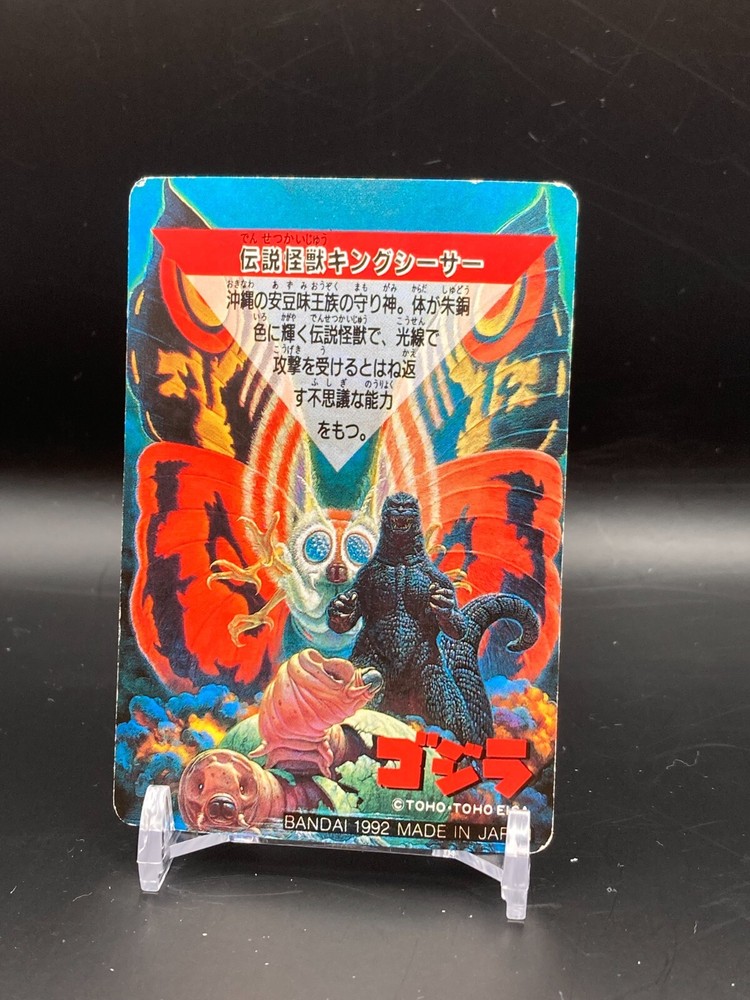 でんせつかいじゅう
伝説怪獣キングシーサー
おきなわ あずみおうぞく まも がみ からだ しゅどう
沖縄の安豆味王族の守り神。体が朱銅
いろ かがや でんせつかいじゅう こうせん
色に輝く伝説怪獣で、光線で
こうげき う かえ
攻撃を受けるとはね返
ふしぎ のうりょく
す不思議な能力
をもつ。
ゴジラ
©TOHO・TOHO
BANDAI 1992 MADE IN